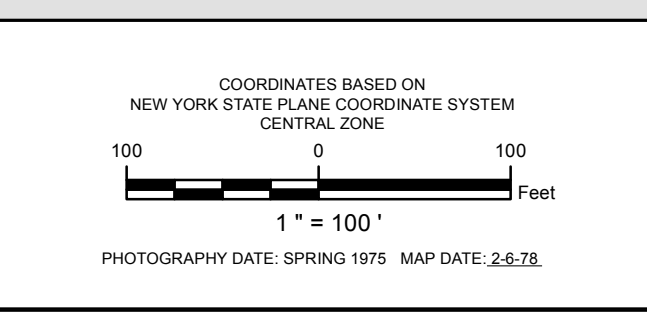 COORDINATES BASED ON
NEW YORK STATE PLANE COORDINATE SYSTEM
CENTRAL ZONE
100 0 100
Feet
1 " = 100 '
PHOTOGRAPHY DATE: SPRING 1975 MAP DATE: 2-6-78